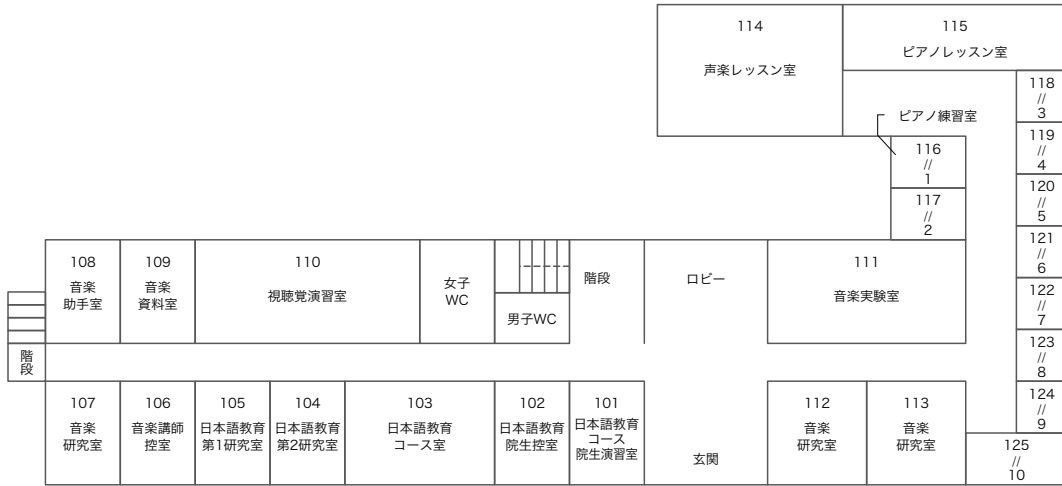 114
声楽レッスン室
115
ピアノレッスン室
118
//
3
ピアノ練習室
119
//
4
116
//
1
120
//
5
117
//
2
121
//
6
108
音楽
助手室
109
音楽
資料室
110
視聴覚演習室
女子
WC
男子WC
階段
ロビー
111
音楽実験室
122
//
7
123
//
8
階
段
107
音楽
研究室
106
音楽講師
控室
105
日本語教育
第1研究室
104
日本語教育
第2研究室
103
日本語教育
コース室
102
日本語教育
院生控室
101
日本語教育
コース
院生演習室
玄関
112
音楽
研究室
113
音楽
研究室
124
//
9
125
//
10